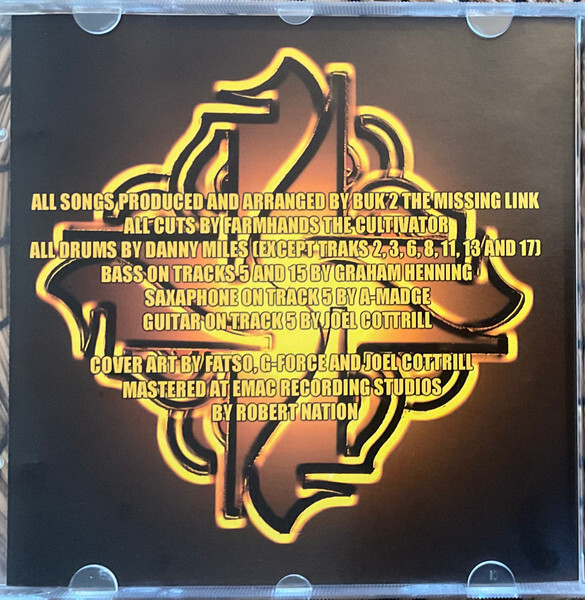 ALL SONGS PRODUCED AND ARRANGED BY BUK 2 THE MISSING LINK
ALL CUTS BY FARMHANDS THE CULTIVATOR
ALL DRUMS BY DANNY MILES (EXCEPT TRAKS 2, 3, 6, 8, 11, 13 AND 17)
BASS ON TRACKS 5 AND 15 BY GRAHAM HENNING
SAXAPHONE ON TRACK 5 BY A-MADGE
GUITAR ON TRACK 5 BY JOEL COTTRILL
COVER ART BY FATSO, G-FORCE AND JOEL COTTRILL
MASTERED AT EMAC RECORDING STUDIOS
BY ROBERT NATION